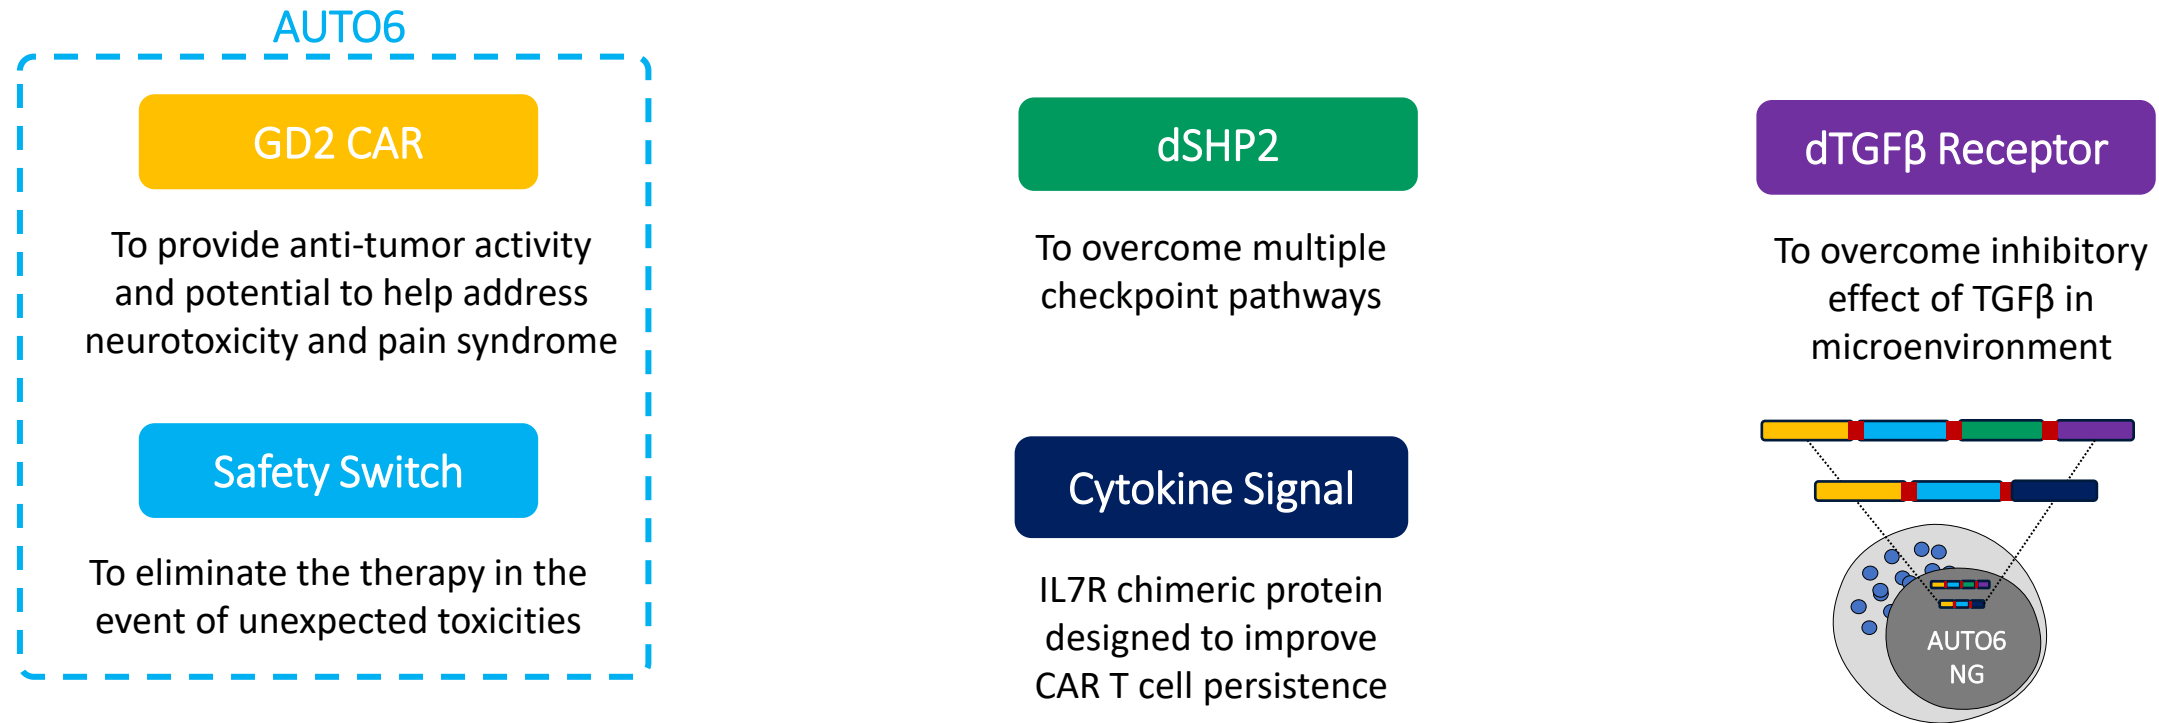 AUTO6
GD2 CAR
To provide anti-tumor activity
and potential to help address
neurotoxicity and pain syndrome
Safety Switch
To eliminate the therapy in the
event of unexpected toxicities
dSHP2
To overcome multiple
checkpoint pathways
Cytokine Signal
IL7R chimeric protein
designed to improve
CAR T cell persistence
dTGFβ Receptor
To overcome inhibitory
effect of TGFβ in
microenvironment
AUTO6
NG